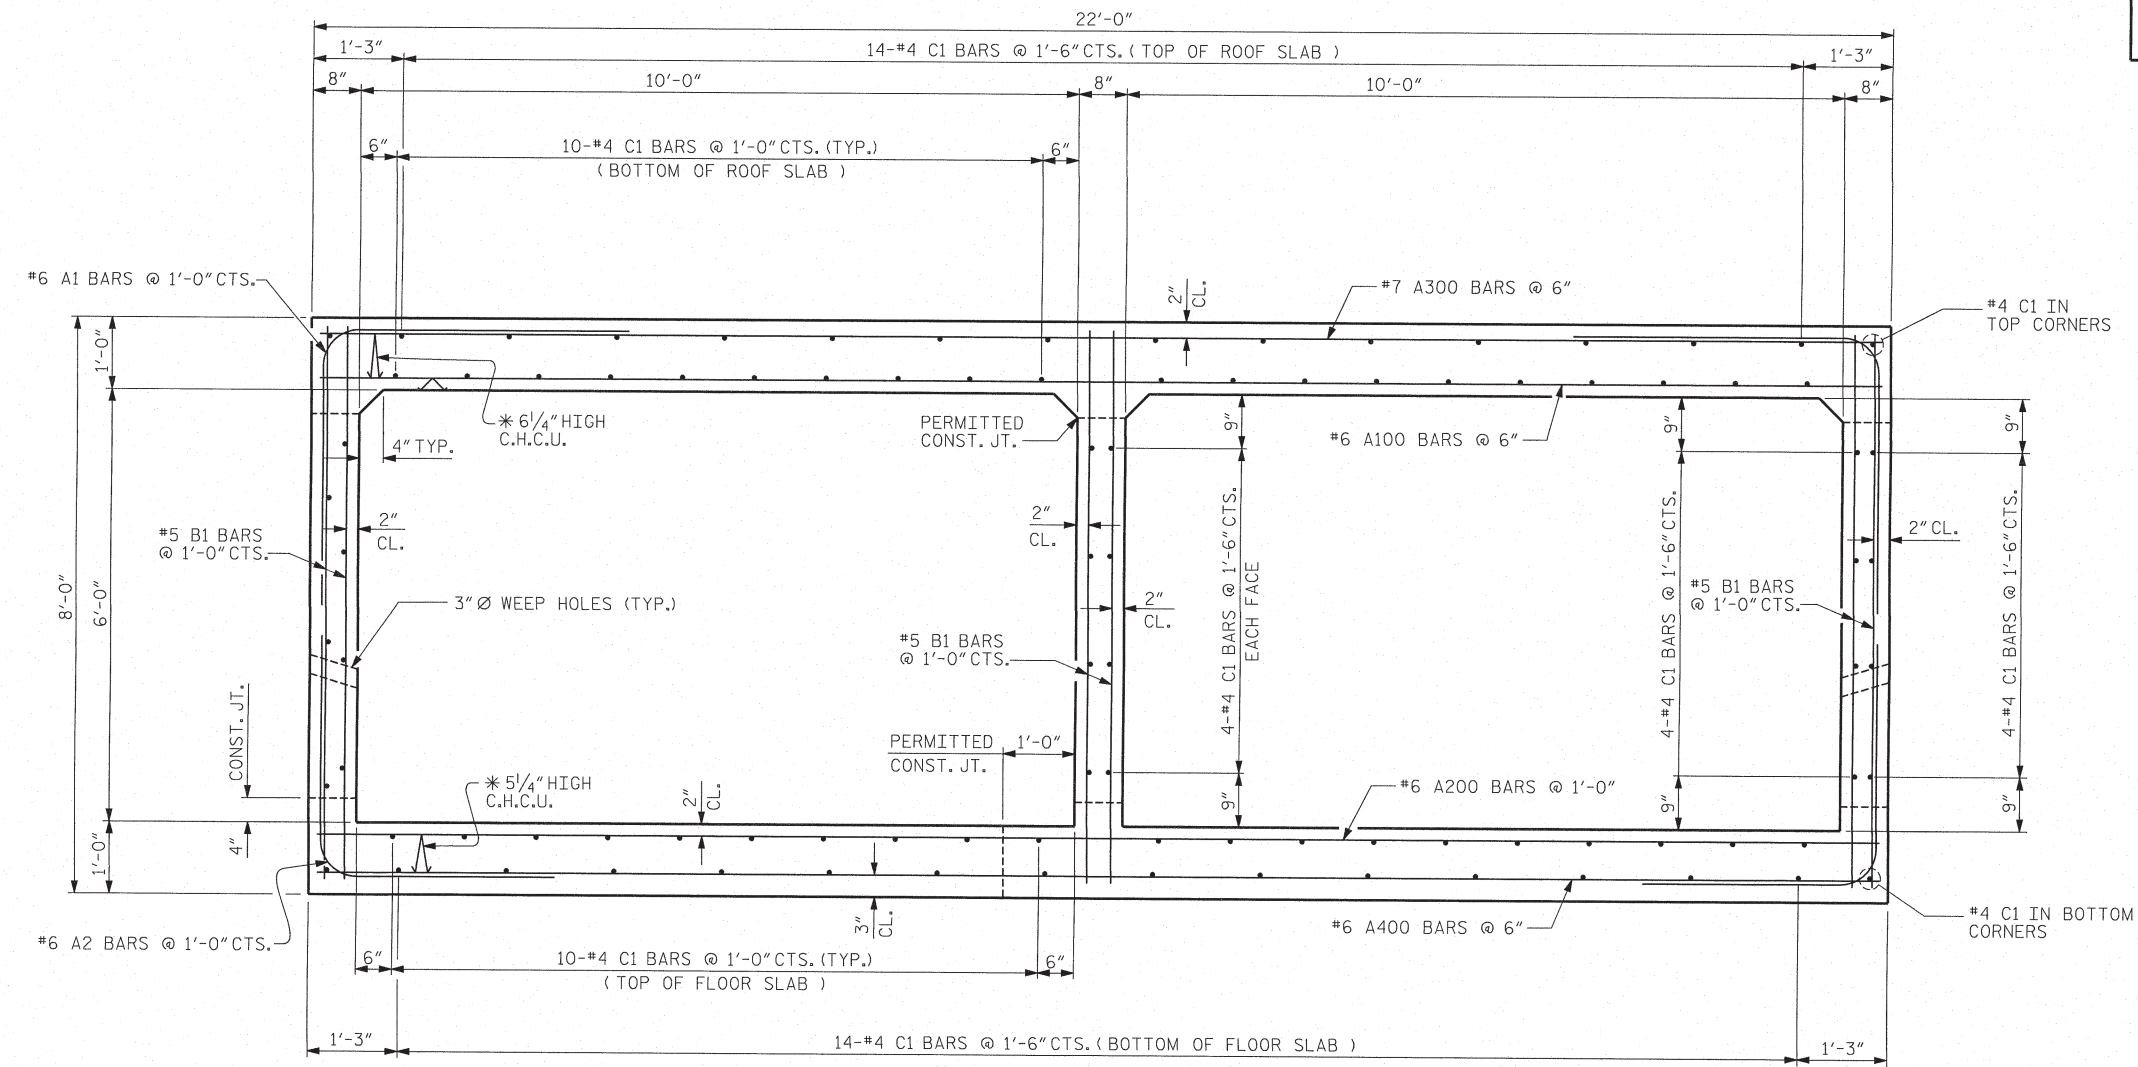 22'-0"
1'-3"
14-#4 C1 BARS @ 1'-6" CTS. ( TOP OF ROOF SLAB )
1'-3"
8"
10'-0"
8"
10'-0"
8"
6"
10-#4 C1 BARS @ 1'-0" CTS. (TYP.)
( BOTTOM OF ROOF SLAB )
6"
#6 A1 BARS @ 1'-0" CTS.
2"
CL.
#7 A300 BARS @ 6"
#4 C1 IN
TOP CORNERS
1'-0"
* 6 1/4" HIGH
C.H.C.U.
4" TYP.
PERMITTED
CONST. JT.
9"
#6 A100 BARS @ 6"
9"
9"
#5 B1 BARS
@ 1'-0" CTS.
2"
CL.
2"
CL.
2" CL.
8'-0"
6'-0"
3" Ø WEEP HOLES (TYP.)
2"
CL.
#5 B1 BARS
@ 1'-0" CTS.
4-#4 C1 BARS @ 1'-6" CTS.
EACH FACE
4-#4 C1 BARS @ 1'-6" CTS.
#5 B1 BARS
@ 1'-0" CTS.
4-#4 C1 BARS @ 1'-6" CTS.
CONST. JT.
PERMITTED
CONST. JT.
1'-0"
* 5 1/4" HIGH
C.H.C.U.
2"
CL.
9"
#6 A200 BARS @ 1'-0"
9"
9"
4"
1'-0"
3"
CL.
#6 A2 BARS @ 1'-0" CTS.
#6 A400 BARS @ 6"
#4 C1 IN BOTTOM
CORNERS
6"
10-#4 C1 BARS @ 1'-0" CTS. (TYP.)
( TOP OF FLOOR SLAB )
6"
1'-3"
14-#4 C1 BARS @ 1'-6" CTS. ( BOTTOM OF FLOOR SLAB )
1'-3"